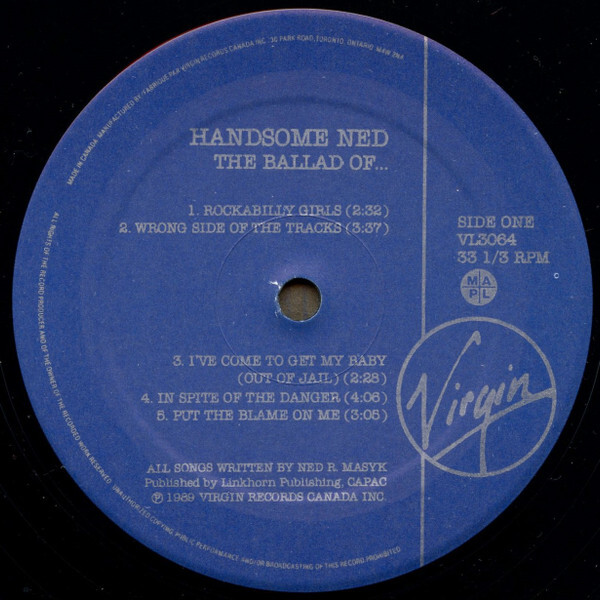 MADE IN CANADA. MANUFACTURED BY / FABRIQUE PAR VIRGIN RECORDS CANADA INC. 30 PARK ROAD, TORONTO, ONTARIO. M4W 2N4
HANDSOME NED
THE BALLAD OF...
1. ROCKABILLY GIRLS (2:32)
2. WRONG SIDE OF THE TRACKS (3:37)
SIDE ONE
VL3064
33 1/3 RPM
M A
P L
3. I'VE COME TO GET MY BABY
(OUT OF JAIL) (2:28)
4. IN SPITE OF THE DANGER (4:06)
5. PUT THE BLAME ON ME (3:05)
Virgin
ALL SONGS WRITTEN BY NED R. MASYK
Published by Linkhorn Publishing, CAPAC
℗ 1989 VIRGIN RECORDS CANADA INC.
ALL RIGHTS OF THE RECORD PRODUCER AND OF THE OWNER OF THE RECORDED WORK RESERVED. UNAUTHORIZED COPYING, PUBLIC PERFORMANCE AND/OR BROADCASTING OF THIS RECORD PROHIBITED